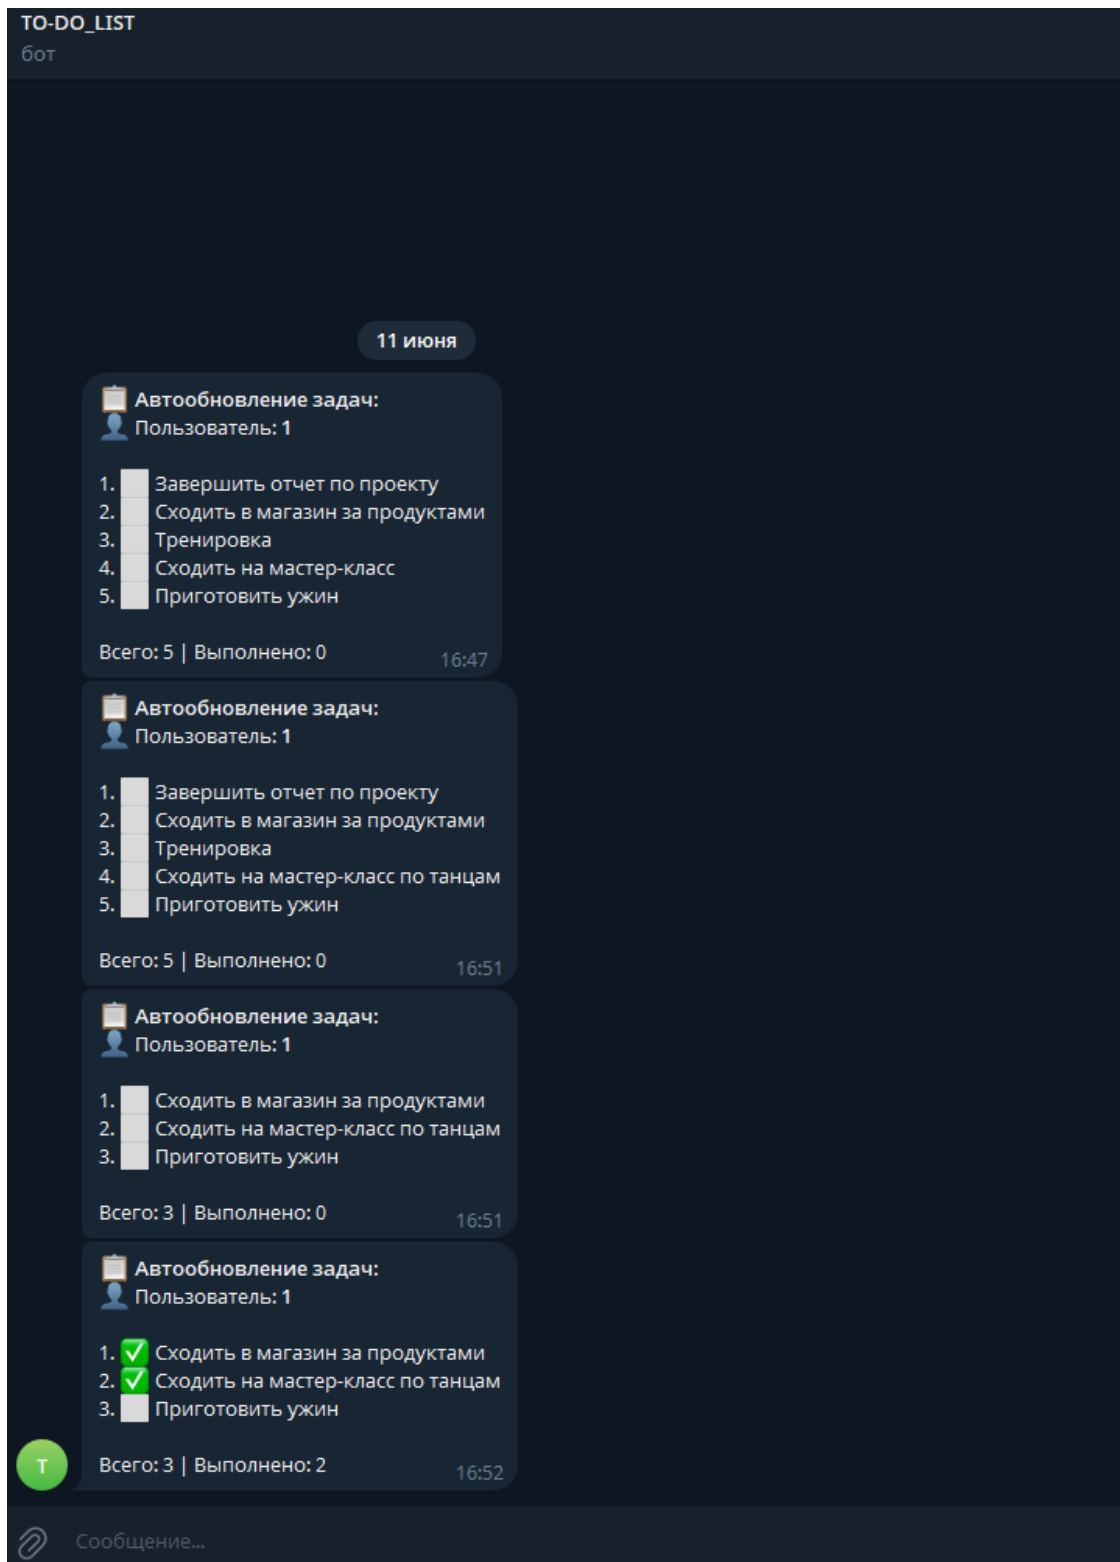 TO-DO_LIST
бот
11 июня
Автообновление задач:
Пользователь: 1
1. Завершить отчет по проекту
2. Сходить в магазин за продуктами
3. Тренировка
4. Сходить на мастер-класс
5. Приготовить ужин
Всего: 5 | Выполнено: 0
16:47
Автообновление задач:
Пользователь: 1
1. Завершить отчет по проекту
2. Сходить в магазин за продуктами
3. Тренировка
4. Сходить на мастер-класс по танцам
5. Приготовить ужин
Всего: 5 | Выполнено: 0
16:51
Автообновление задач:
Пользователь: 1
1. Сходить в магазин за продуктами
2. Сходить на мастер-класс по танцам
3. Приготовить ужин
Всего: 3 | Выполнено: 0
16:51
Автообновление задач:
Пользователь: 1
1. ✅ Сходить в магазин за продуктами
2. ✅ Сходить на мастер-класс по танцам
3. Приготовить ужин
Всего: 3 | Выполнено: 2
16:52
T
Сообщение...